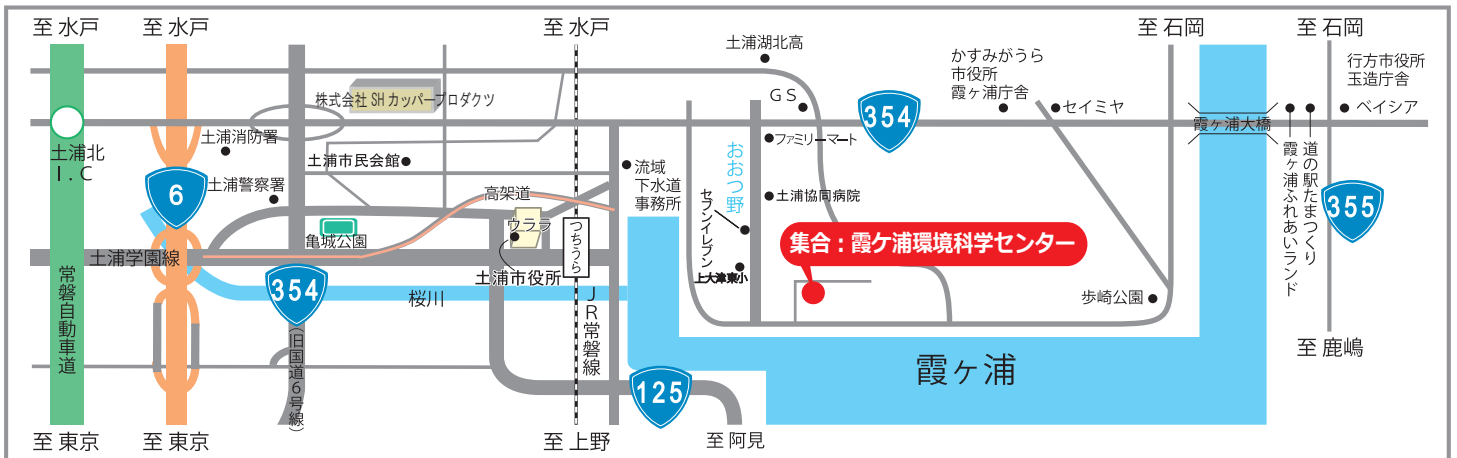 至 水戸
至 水戸
至 水戸
至 石岡
至 石岡
土浦湖北高
かすみがうら
市役所
霞ヶ浦庁舎
行方市役所
玉造庁舎
株式会社 SHカッパープロダクツ
GS
セイミヤ
ベイシア
354
霞ヶ浦大橋
土浦北
I.C
土浦消防署
土浦市民会館
流域
下水道
事務所
おおつ野
ファミリーマート
霞ヶ浦ふれあいランド
道の駅たまつくり
6
土浦警察署
高架道
ウララ
セブンイレブン
土浦協同病院
355
亀城公園
つちうら
集合：霞ケ浦環境科学センター
土浦学園線
土浦市役所
上大津東小
常磐自動車道
354
桜川
JR常磐線
歩崎公園
(旧国道6号線)
霞ヶ浦
至 鹿嶋
125
至 東京
至 東京
至 上野
至 阿見